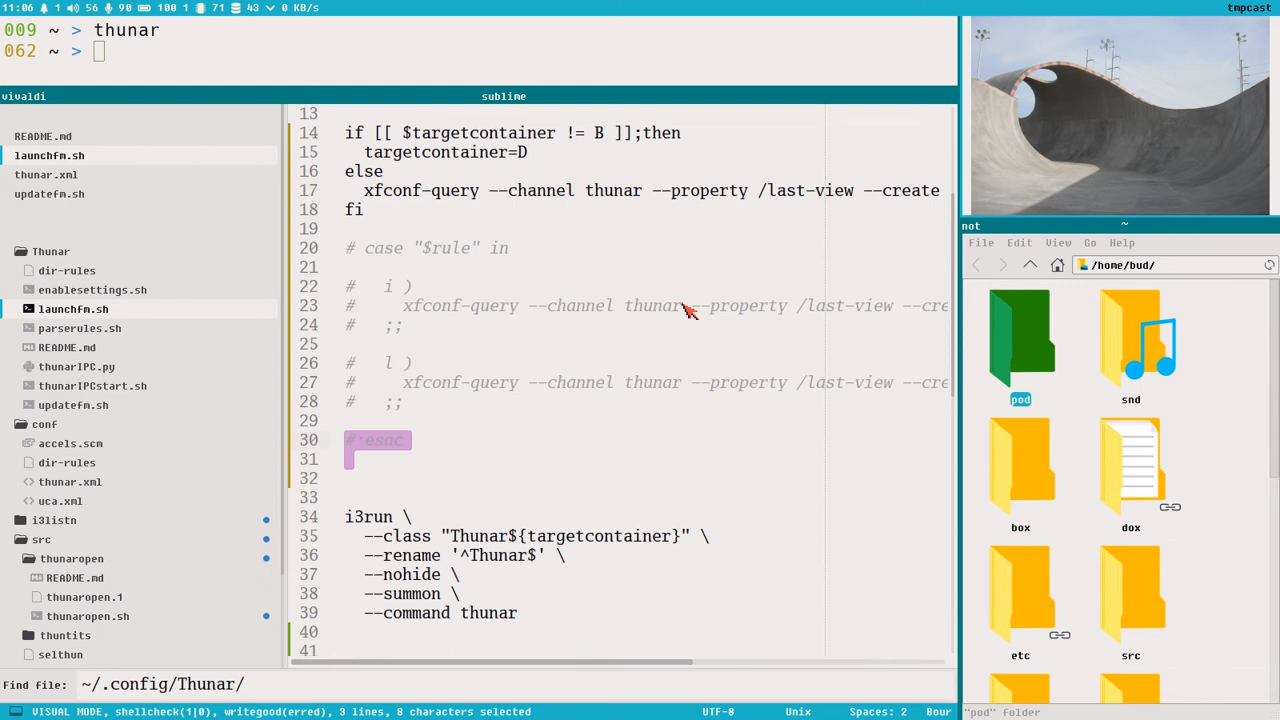 11:06 1 56 90 100 1 71 43 0 KB/s
tmpcast
009 ~ > thunar
062 ~ >
vivaldi
sublime
README.md
launchfm.sh
thunar.xml
updatefm.sh
Thunar
dir-rules
enablesettings.sh
launchfm.sh
parserules.sh
README.md
thunarIPC.py
thunarIPCstart.sh
updatefm.sh
conf
accels.scm
dir-rules
thunar.xml
uca.xml
i3listn
src
thunaropen
README.md
thunaropen.1
thunaropen.sh
thuntits
selthun
13
14 if [[ $targetcontainer != B ]];then
15 targetcontainer=D
16 else
17 xfconf-query --channel thunar --property /last-view --create
18 fi
19
20 # case "$rule" in
21
22 # i )
23 # xfconf-query --channel thunar --property /last-view --cre
24 # ;;
25
26 # l )
27 # xfconf-query --channel thunar --property /last-view --cre
28 # ;;
29
30 # esac
31
32
33
34 i3run \
35 --class "Thunar${targetcontainer}" \
36 --rename '^Thunar$' \
37 --nohide \
38 --summon \
39 --command thunar
40
41
Find file: ~/.config/Thunar/
VISUAL MODE, shellcheck(1|0), writegood(erred), 3 lines, 8 characters selected
UTF-8 Unix Spaces: 2 Bour
not ~
File Edit View Go Help
/home/bud/
pod
snd
box
dox
etc
src
"pod" folder